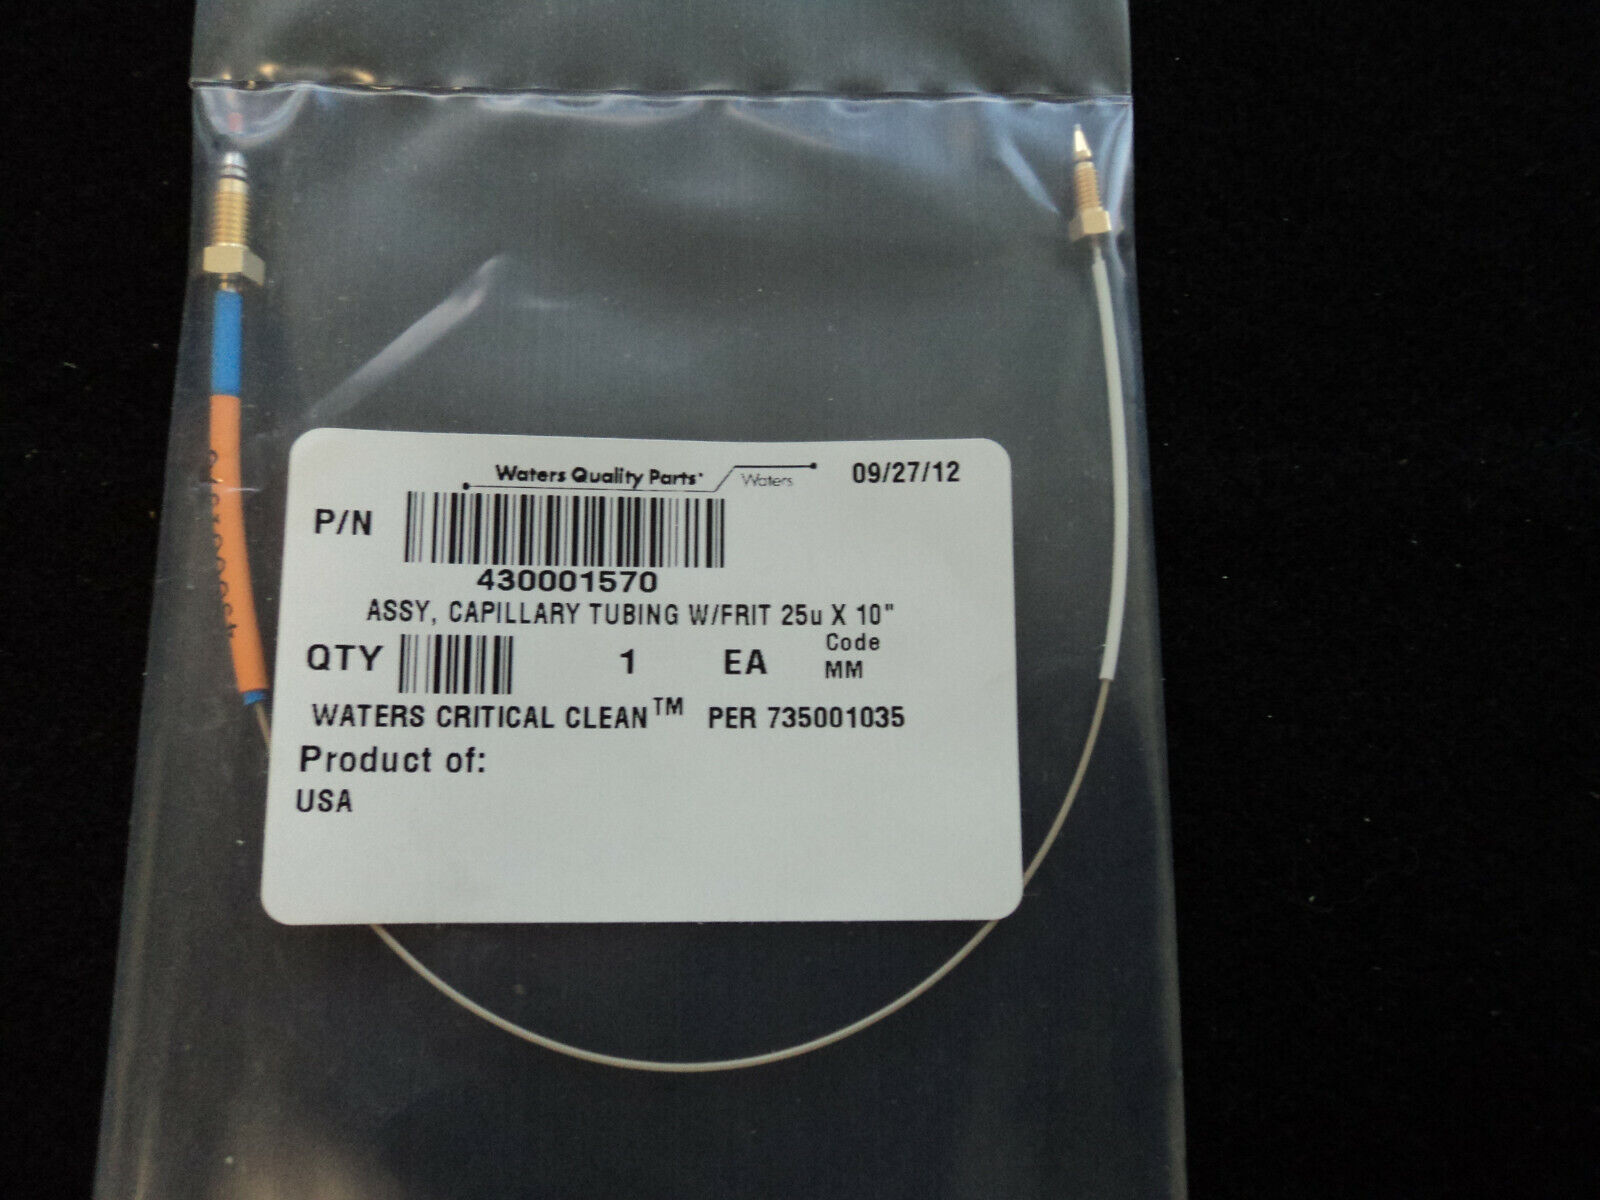 Waters Quality Parts Waters 09/27/12
P/N
430001570
ASSY, CAPILLARY TUBING W/FRIT 25u X 10"
QTY 1 EA Code
MM
WATERS CRITICAL CLEAN™ PER 735001035
Product of:
USA